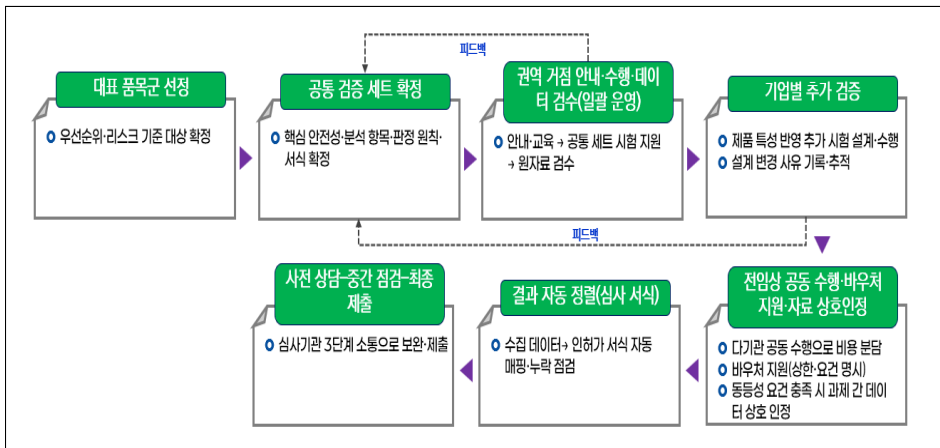 피드백
대표 품목군 선정
우선순위·리스크 기준 대상 확정
공통 검증 세트 확정
핵심 안전성·분석 항목·판정 원칙·
서식 확정
권역 거점 안내·수행·데이
터 검수(일괄 운영)
안내·교육 → 공통 세트 시험 지원
→ 원자료 검수
기업별 추가 검증
제품 특성 반영 추가 시험 설계·수행
설계 변경 사유 기록·추적
피드백
전임상 공동 수행·바우처
지원·자료 상호인정
다기관 공동 수행으로 비용 분담
바우처 지원(상한·요건 명시)
동등성 요건 충족 시 과제 간 데이
터 상호 인정
결과 자동 정렬(심사 서식)
수집 데이터→ 인허가 서식 자동
매핑·누락 점검
사전 상담-중간 점검-최종
제출
심사기관 3단계 소통으로 보완·제출